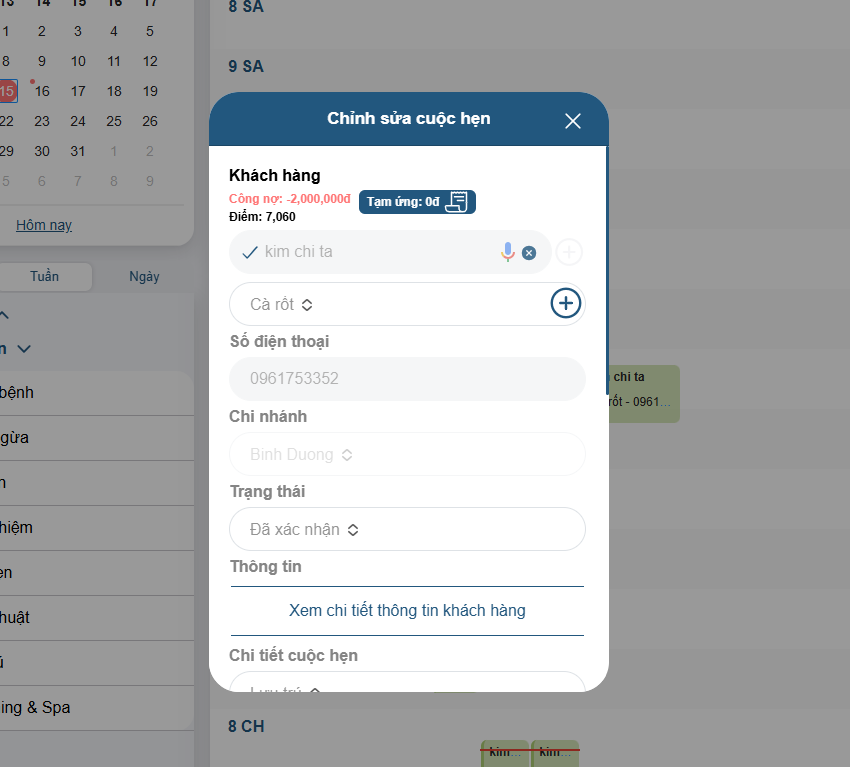 13 14 15 16 17
1 2 3 4 5
8 9 10 11 12
15 16 17 18 19
22 23 24 25 26
29 30 31 1 2
5 6 7 8 9
Hôm nay
Tuần Ngày
n
bệnh
gừa
n
hiệm
en
huật
ú
ing & Spa
8 SA
9 SA
Chỉnh sửa cuộc hẹn
Khách hàng
Công nợ: -2,000,000đ
Tạm ứng: 0đ
Điểm: 7,060
kim chi ta
Cà rốt
Số điện thoại
0961753352
Chi nhánh
Binh Duong
Trạng thái
Đã xác nhận
Thông tin
Xem chi tiết thông tin khách hàng
Chi tiết cuộc hẹn
Lưu trú
chi ta
rốt - 0961...
8 CH
kim... kim...